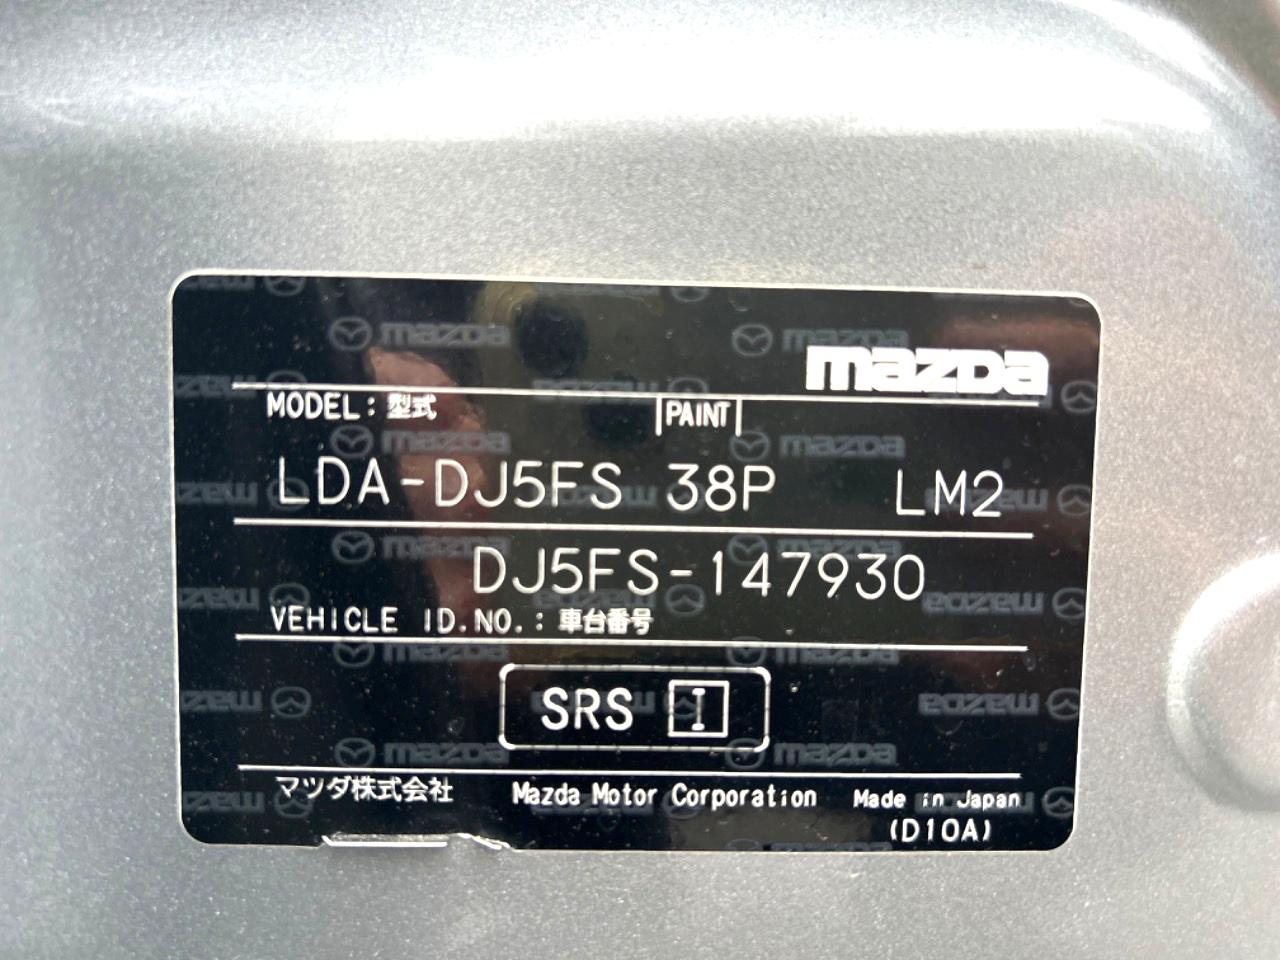 mazda
MODEL: 型式 PAINT
LDA-DJ5FS 38P LM2
DJ5FS-147930
VEHICLE ID.NO.: 車台番号
SRS I
マツダ株式会社 Mazda Motor Corporation Made in Japan
(D10A)